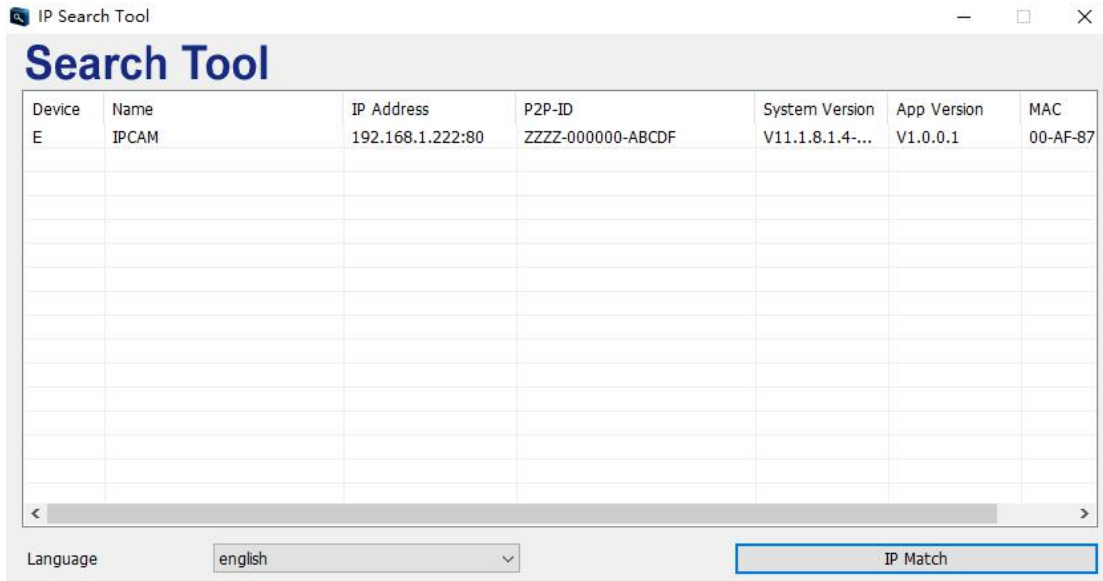 IP Search Tool
Search Tool
Device Name IP Address P2P-ID System Version App Version MAC
E IPCAM 192.168.1.222:80 ZZZZ-000000-ABCDF V11.1.8.1.4-... V1.0.0.1 00-AF-87
Language english IP Match